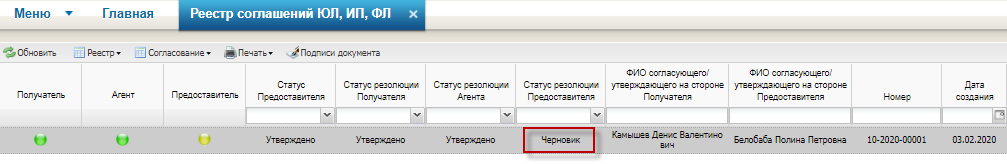 Меню Главная Реестр соглашений ЮЛ, ИП, ФЛ
Обновить Реестр Согласование Печать Подписи документа
Получатель
Агент
Предоставитель
Статус
Предоставителя
Статус резолюции
Получателя
Статус резолюции
Агента
Статус резолюции
Предоставителя
ФИО согласующего/
утверждающего на стороне
Получателя
ФИО согласующего/
утверждающего на стороне
Предоставителя
Номер
Дата
создания
Утверждено Утверждено Утверждено Черновик Камышев Денис Валентино
вич
Белобаба Полина Петровна 10-2020-00001 03.02.2020